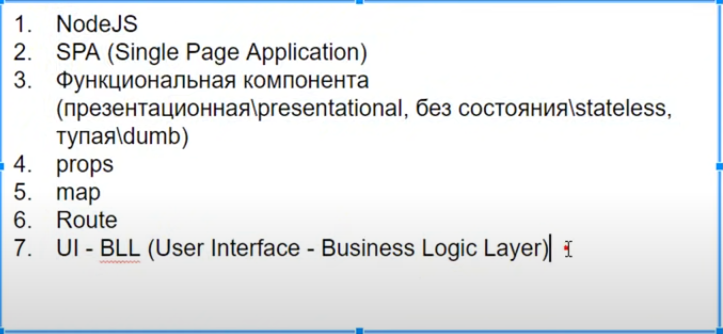 1. NodeJS
2. SPA (Single Page Application)
3. Функциональная компонента
(презентационная\presentational, без состояния\stateless,
тупая\dumb)
4. props
5. map
6. Route
7. UI - BLL (User Interface - Business Logic Layer)